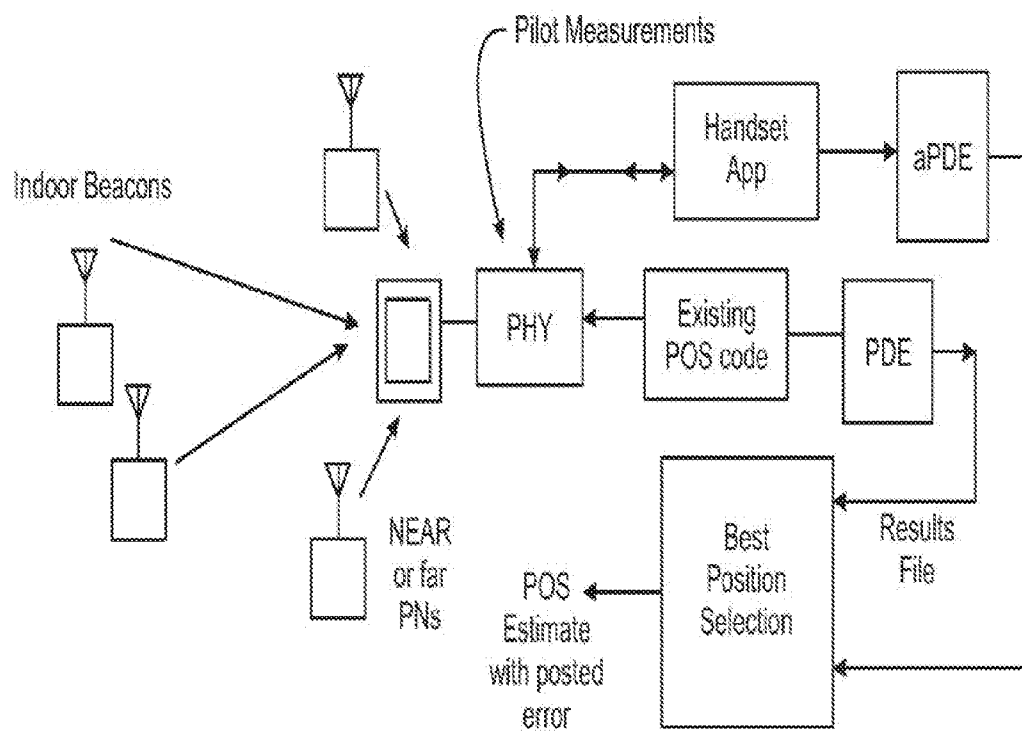 Pilot Measurements
Indoor Beacons
Handset
App
aPDE
PHY
Existing
POS code
PDE
NEAR
or far
PNs
Best
Position
Selection
Results
File
POS
Estimate
with posted
error